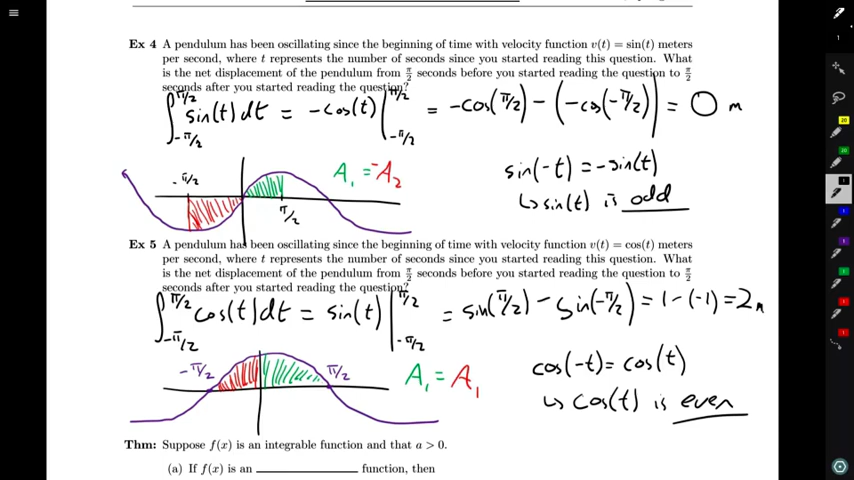 Ex 4 A pendulum has been oscillating since the beginning of time with velocity function v(t) = sin(t) meters
per second, where t represents the number of seconds since you started reading this question. What
is the net displacement of the pendulum from π/2 seconds before you started reading the question to π/2
seconds after you started reading the question?
∫_{-π/2}^{π/2} sin(t)dt = -cos(t) |_{-π/2}^{π/2} = -cos(π/2) - (-cos(-π/2)) = 0 m
sin(-t) = -sin(t)
↳ sin(t) is odd
-π/2
π/2
A₁ = -A₂
Ex 5 A pendulum has been oscillating since the beginning of time with velocity function v(t) = cos(t) meters
per second, where t represents the number of seconds since you started reading this question. What
is the net displacement of the pendulum from π/2 seconds before you started reading the question to π/2
seconds after you started reading the question?
∫_{-π/2}^{π/2} cos(t)dt = sin(t) |_{-π/2}^{π/2} = sin(π/2) - sin(-π/2) = 1 - (-1) = 2m
-π/2
π/2
A₁ = A₁
cos(-t) = cos(t)
↳ cos(t) is even
Thm: Suppose f(x) is an integrable function and that a > 0.
(a) If f(x) is an ____________ function, then